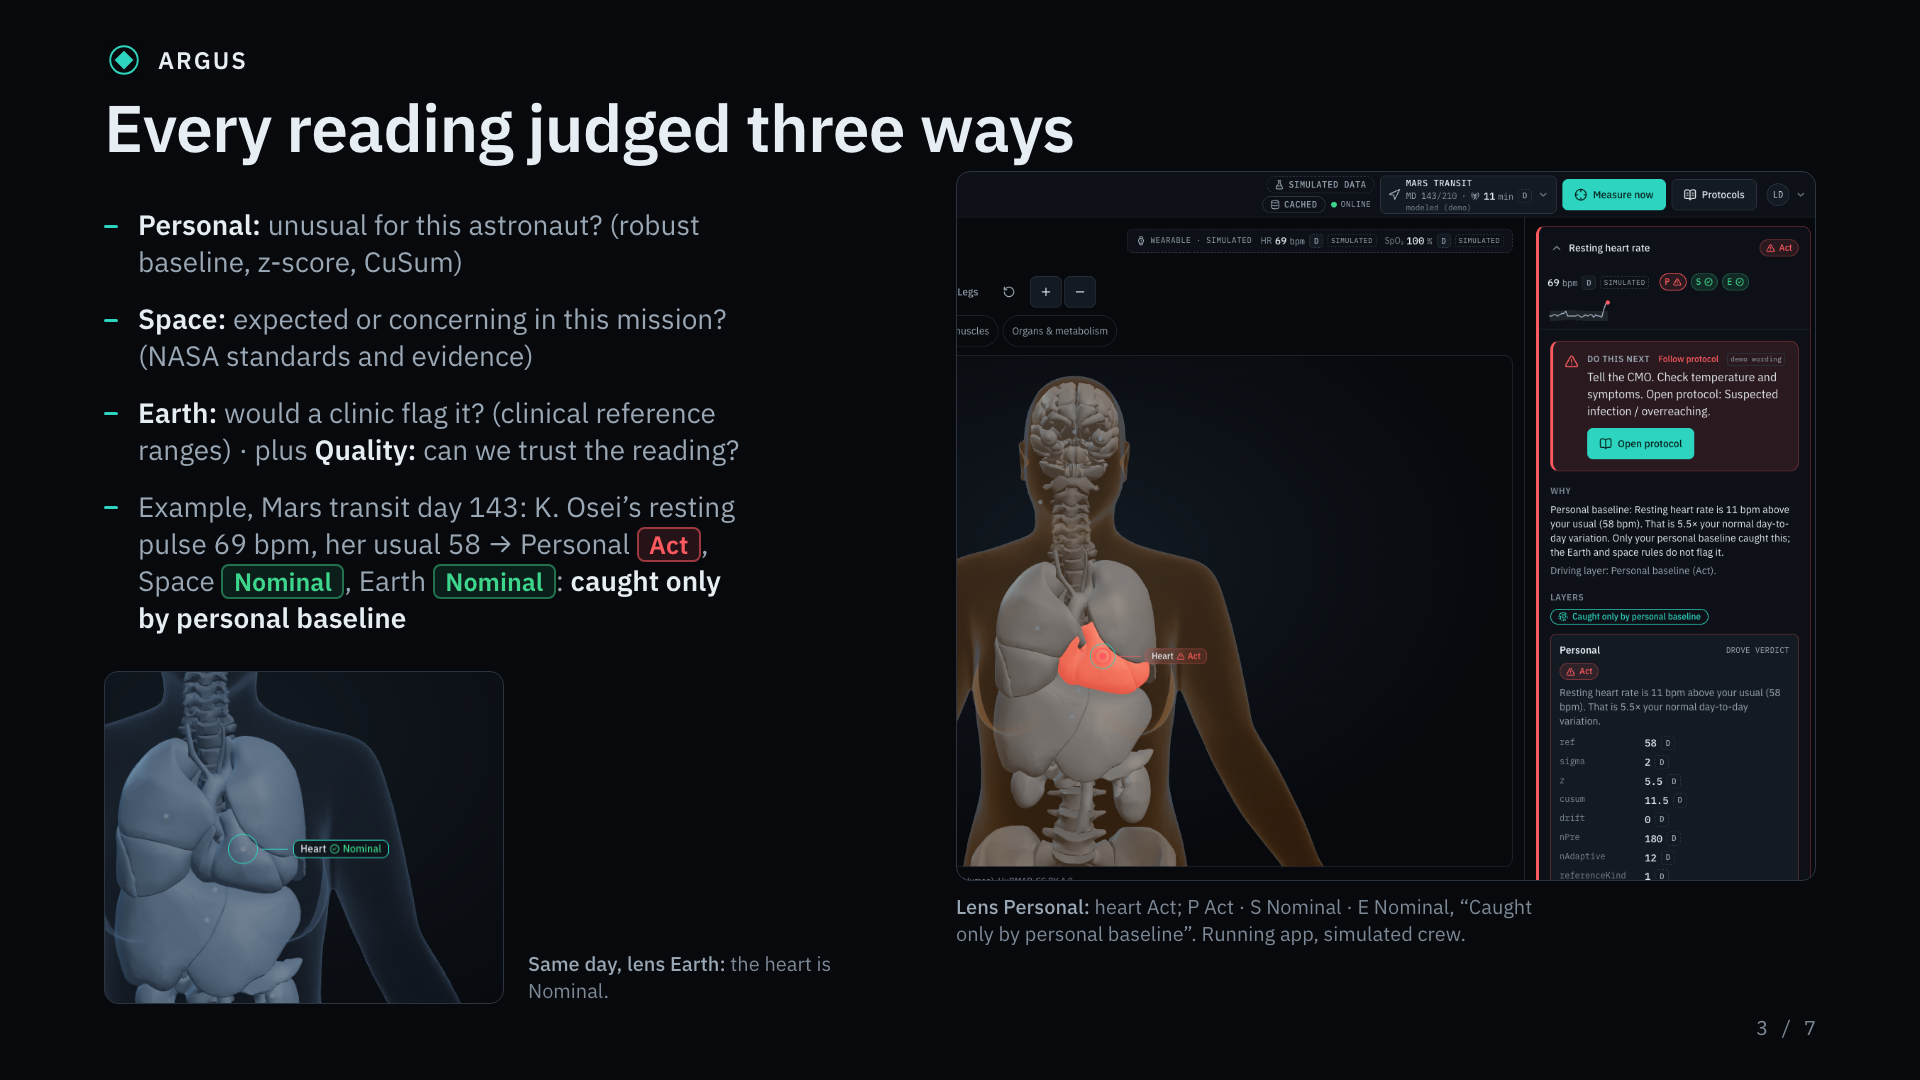 ARGUS
Every reading judged three ways
Personal: unusual for this astronaut? (robust
baseline, z-score, CuSum)
Space: expected or concerning in this mission?
(NASA standards and evidence)
Earth: would a clinic flag it? (clinical reference
ranges) · plus Quality: can we trust the reading?
Example, Mars transit day 143: K. Osei’s resting
pulse 69 bpm, her usual 58 → Personal Act,
Space Nominal, Earth Nominal: caught only
by personal baseline
Heart Nominal
Same day, lens Earth: the heart is
Nominal.
SIMULATED DATA
CACHED ONLINE
MARS TRANSIT
MD 143/210 · 11 min D
modeled (demo)
Measure now
Protocols
LD
WEARABLE · SIMULATED HR 69 bpm D SIMULATED SpO₂ 100 % D SIMULATED
Legs
+ −
Organs & metabolism
Heart Act
Resting heart rate Act
69 bpm D SIMULATED P S E
DO THIS NEXT Follow protocol demo wording
Tell the CMO. Check temperature and
symptoms. Open protocol: Suspected
infection / overreaching.
Open protocol
WHY
Personal baseline: Resting heart rate is 11 bpm above
your usual (58 bpm). That is 5.5× your normal day-to-
day variation. Only your personal baseline caught this;
the Earth and space rules do not flag it.
Driving layer: Personal baseline (Act).
LAYERS
Caught only by personal baseline
Personal DROVE VERDICT
Act
Resting heart rate is 11 bpm above your usual (58
bpm). That is 5.5× your normal day-to-day
variation.
ref 58 D
sigma 2 D
z 5.5 D
cusum 11.5 D
drift 0 D
nPre 180 D
nAdaptive 12 D
referenceKind 1 D
Lens Personal: heart Act; P Act · S Nominal · E Nominal, “Caught
only by personal baseline”. Running app, simulated crew.
3 / 7